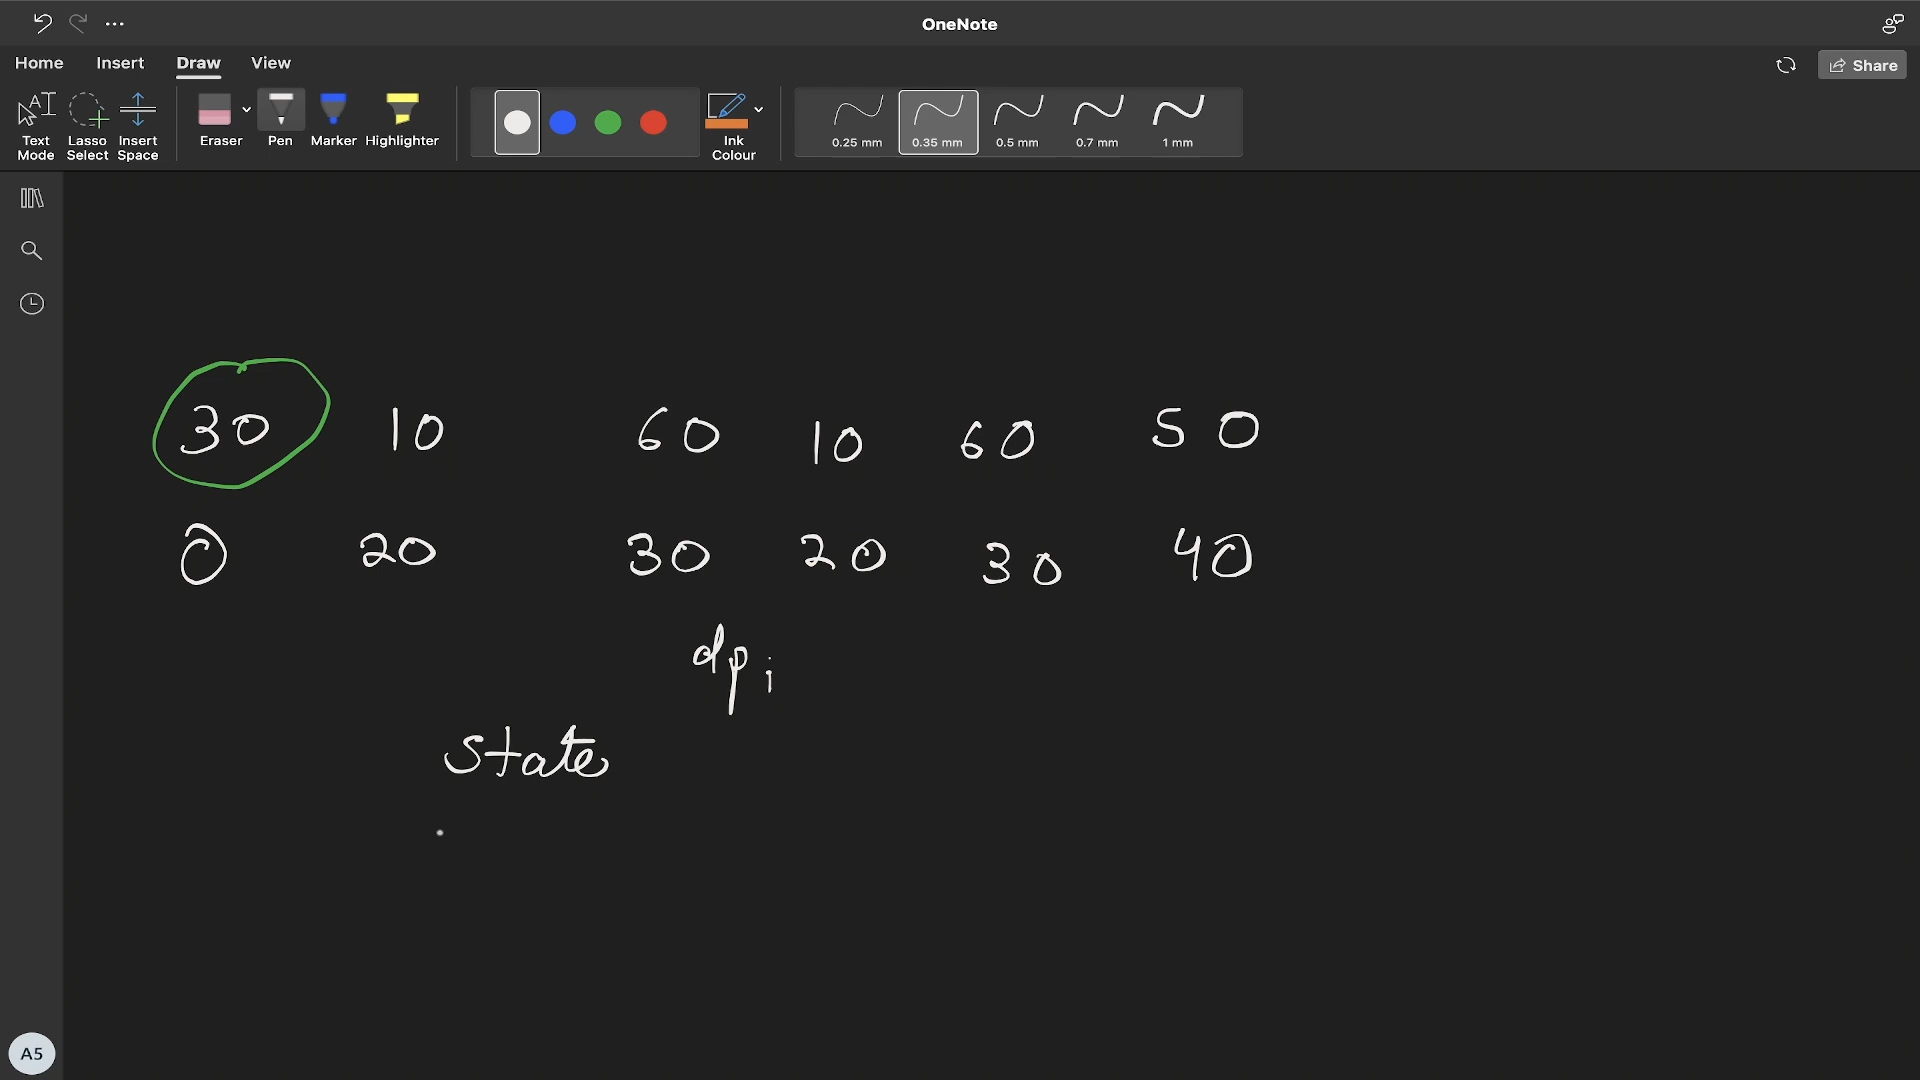 OneNote
Home Insert Draw View
Share
Text Mode
Lasso Select
Insert Space
Eraser
Pen
Marker
Highlighter
Ink Colour
0.25 mm
0.35 mm
0.5 mm
0.7 mm
1 mm
30 10 60 10 60 50
0 20 30 20 30 40
dp i
state
A5